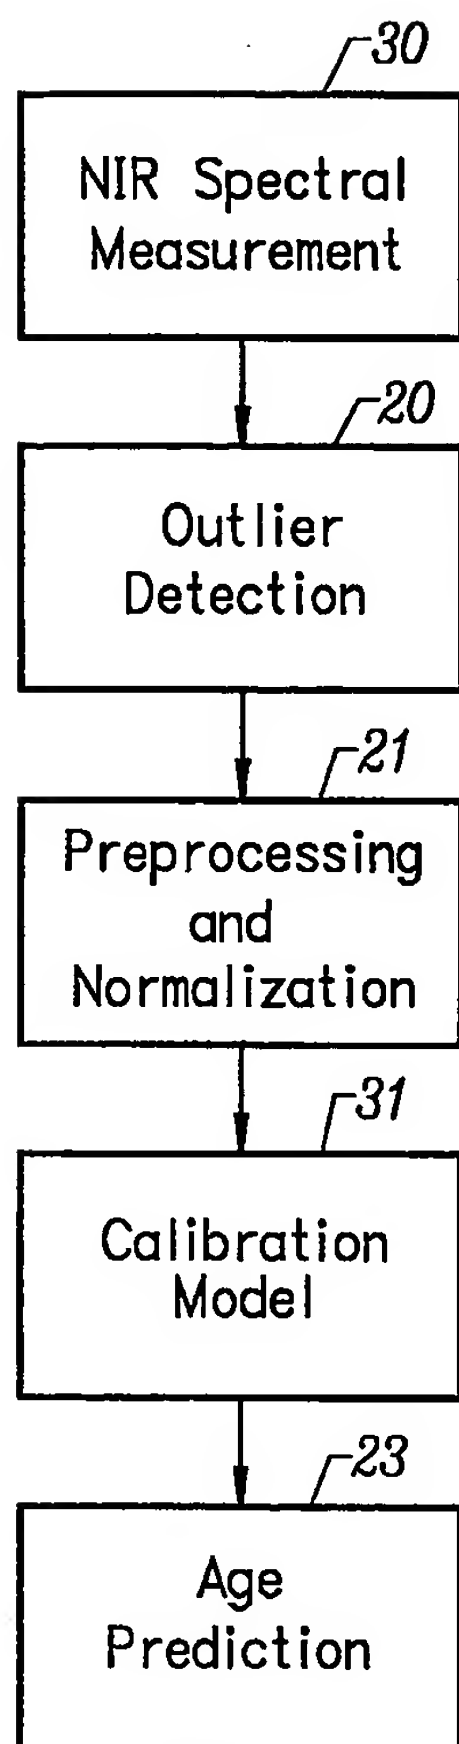 30
NIR Spectral
Measurement
20
Outlier
Detection
21
Preprocessing
and
Normalization
31
Calibration
Model
23
Age
Prediction